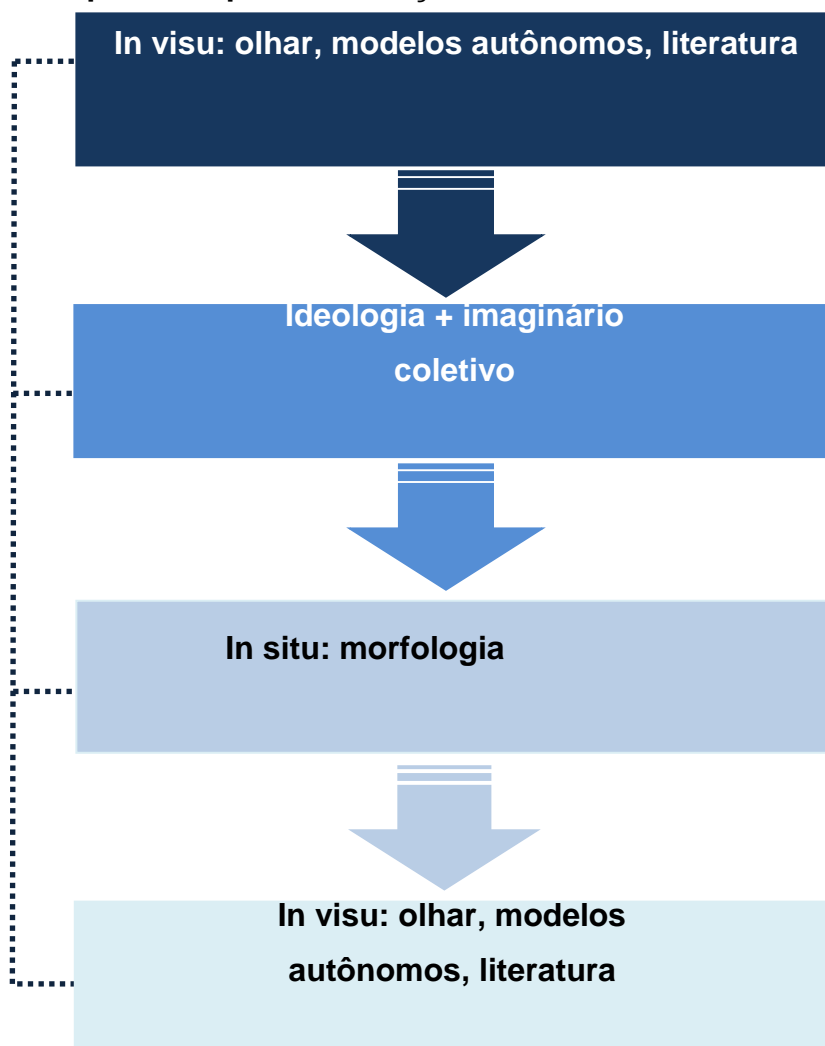 In visu: olhar, modelos autônomos, literatura
Ideologia + imaginário
coletivo
In situ: morfologia
In visu: olhar, modelos
autônomos, literatura